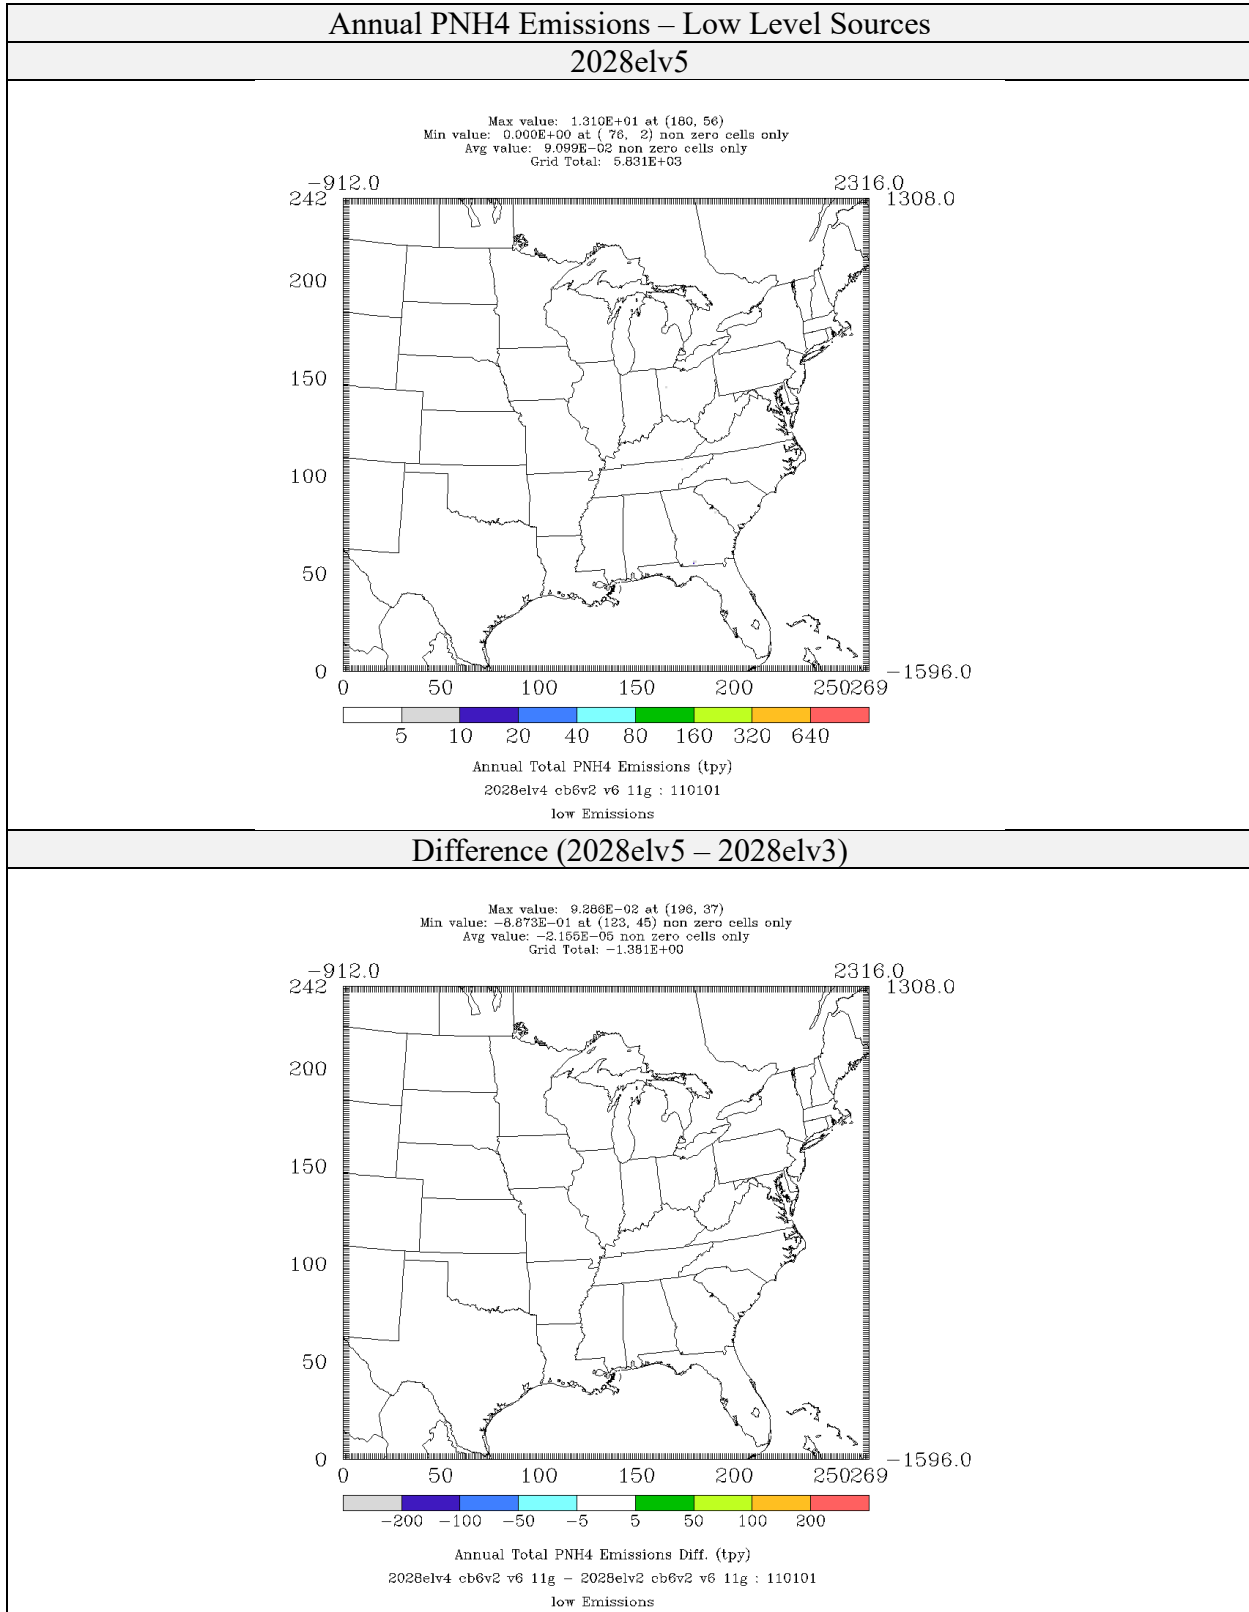 Annual PNH4 Emissions – Low Level Sources
2028elv5
Max value: 1.310E+01 at (180, 56)
Min value: 0.000E+00 at ( 76, 2) non zero cells only
Avg value: 9.099E-02 non zero cells only
Grid Total: 5.831E+03
-912.0 2316.0
242 1308.0
200
150
100
50
0 -1596.0
0 50 100 150 200 250269
5 10 20 40 80 160 320 640
Annual Total PNH4 Emissions (tpy)
2028elv4 cb6v2 v6 11g : 110101
low Emissions
Difference (2028elv5 – 2028elv3)
Max value: 9.286E-02 at (196, 37)
Min value: -8.873E-01 at (123, 45) non zero cells only
Avg value: -2.155E-05 non zero cells only
Grid Total: -1.381E+00
-912.0 2316.0
242 1308.0
200
150
100
50
0 -1596.0
0 50 100 150 200 250269
-200 -100 -50 -5 5 50 100 200
Annual Total PNH4 Emissions Diff. (tpy)
2028elv4 cb6v2 v6 11g - 2028elv2 cb6v2 v6 11g : 110101
low Emissions